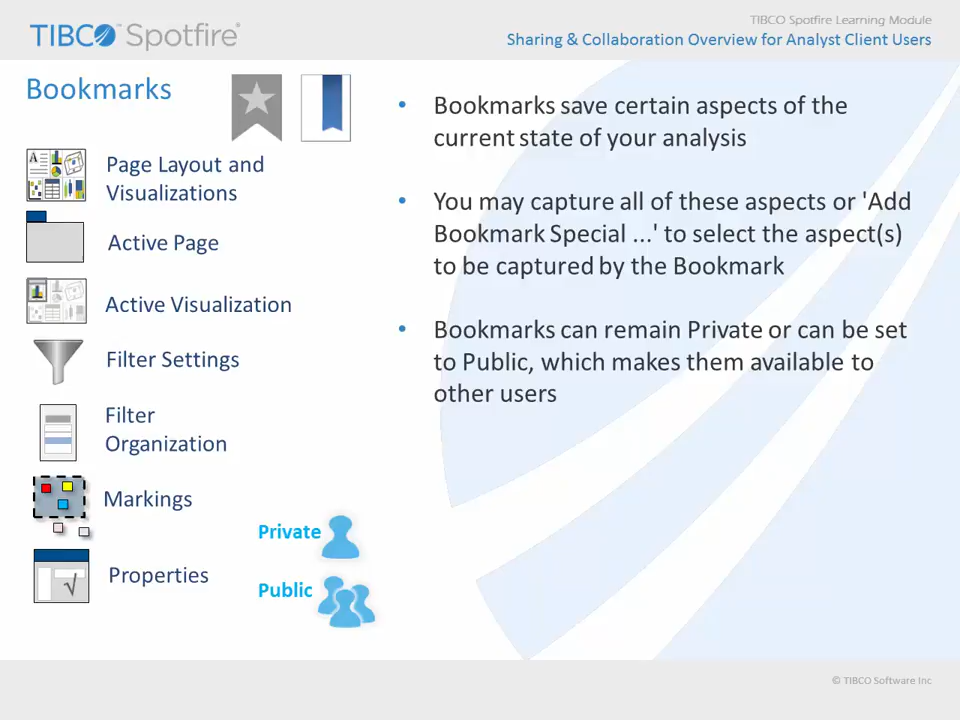 TIBCO Spotfire®
TIBCO Spotfire Learning Module
Sharing & Collaboration Overview for Analyst Client Users
Bookmarks
Page Layout and
Visualizations
Active Page
Active Visualization
Filter Settings
Filter
Organization
Markings
Properties
Private
Public
• Bookmarks save certain aspects of the
current state of your analysis
• You may capture all of these aspects or 'Add
Bookmark Special ...' to select the aspect(s)
to be captured by the Bookmark
• Bookmarks can remain Private or can be set
to Public, which makes them available to
other users
© TIBCO Software Inc